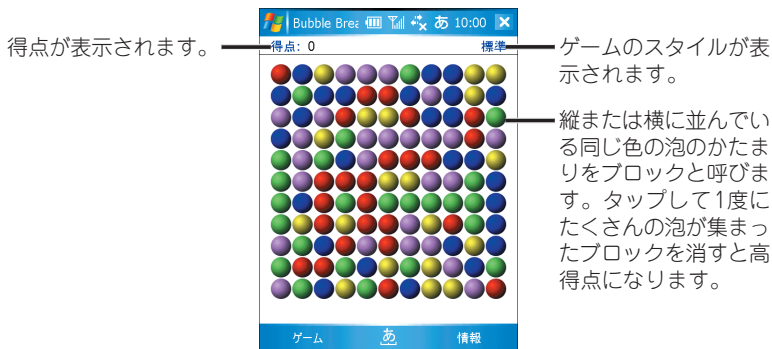 Bubble Brea あ 10:00
得点: 0 標準
得点が表示されます。
ゲームのスタイルが表
示されます。
縦または横に並んでい
る同じ色の泡のかたま
りをブロックと呼びま
す。タップして1度に
たくさんの泡が集まっ
たブロックを消すと高
得点になります。
ゲーム あ 情報